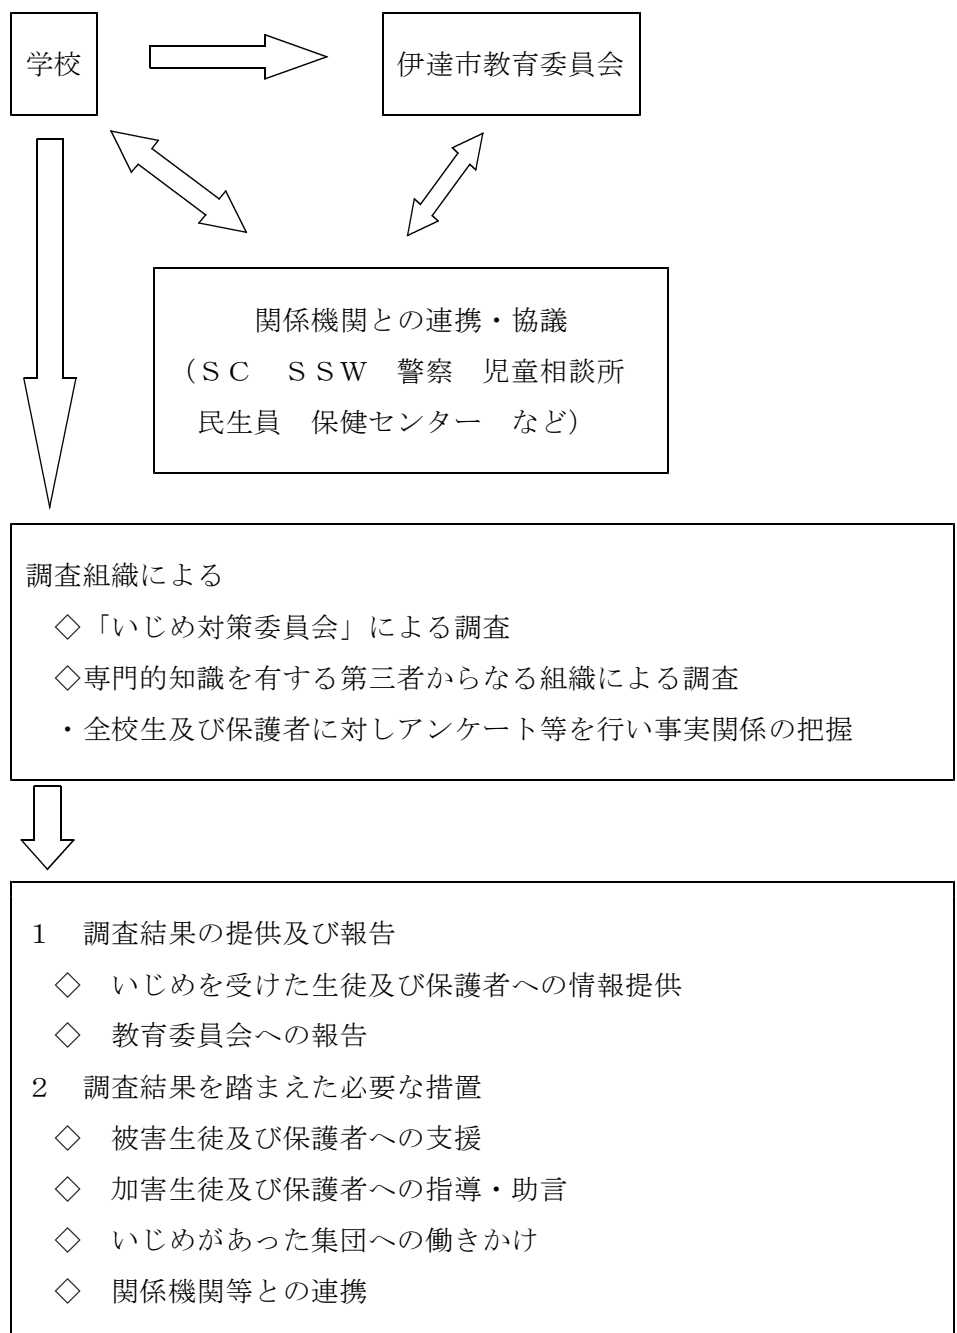 学校
伊達市教育委員会
関係機関との連携・協議
（ＳＣ　ＳＳＷ　警察　児童相談所
民生員　保健センター　など）
調査組織による
◇「いじめ対策委員会」による調査
◇専門的知識を有する第三者からなる組織による調査
・全校生及び保護者に対しアンケート等を行い事実関係の把握
１　調査結果の提供及び報告
◇　いじめを受けた生徒及び保護者への情報提供
◇　教育委員会への報告
２　調査結果を踏まえた必要な措置
◇　被害生徒及び保護者への支援
◇　加害生徒及び保護者への指導・助言
◇　いじめがあった集団への働きかけ
◇　関係機関等との連携